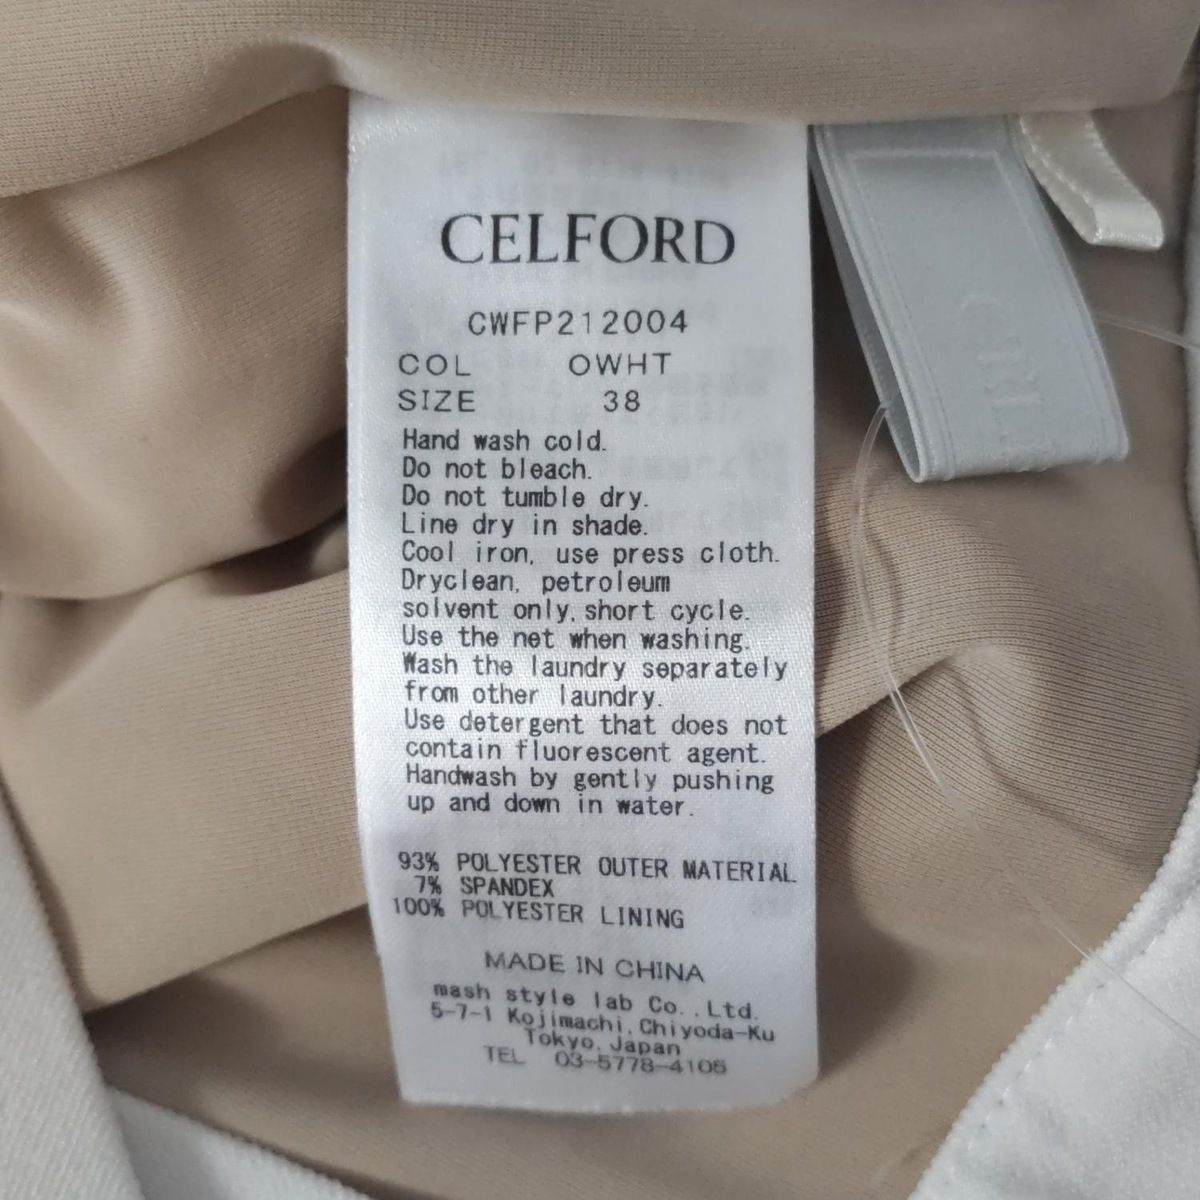 CELFORD
CWFP212004
COL OWHT
SIZE 38
Hand wash cold.
Do not bleach.
Do not tumble dry.
Line dry in shade.
Cool iron, use press cloth.
Dryclean, petroleum
solvent only, short cycle.
Use the net when washing.
Wash the laundry separately
from other laundry.
Use detergent that does not
contain fluorescent agent.
Handwash by gently pushing
up and down in water.
93% POLYESTER OUTER MATERIAL
7% SPANDEX
100% POLYESTER LINING
MADE IN CHINA
mash style lab Co.,Ltd.
5-7-1 Kojimachi,Chiyoda-Ku
Tokyo,Japan
TEL 03-5778-4105